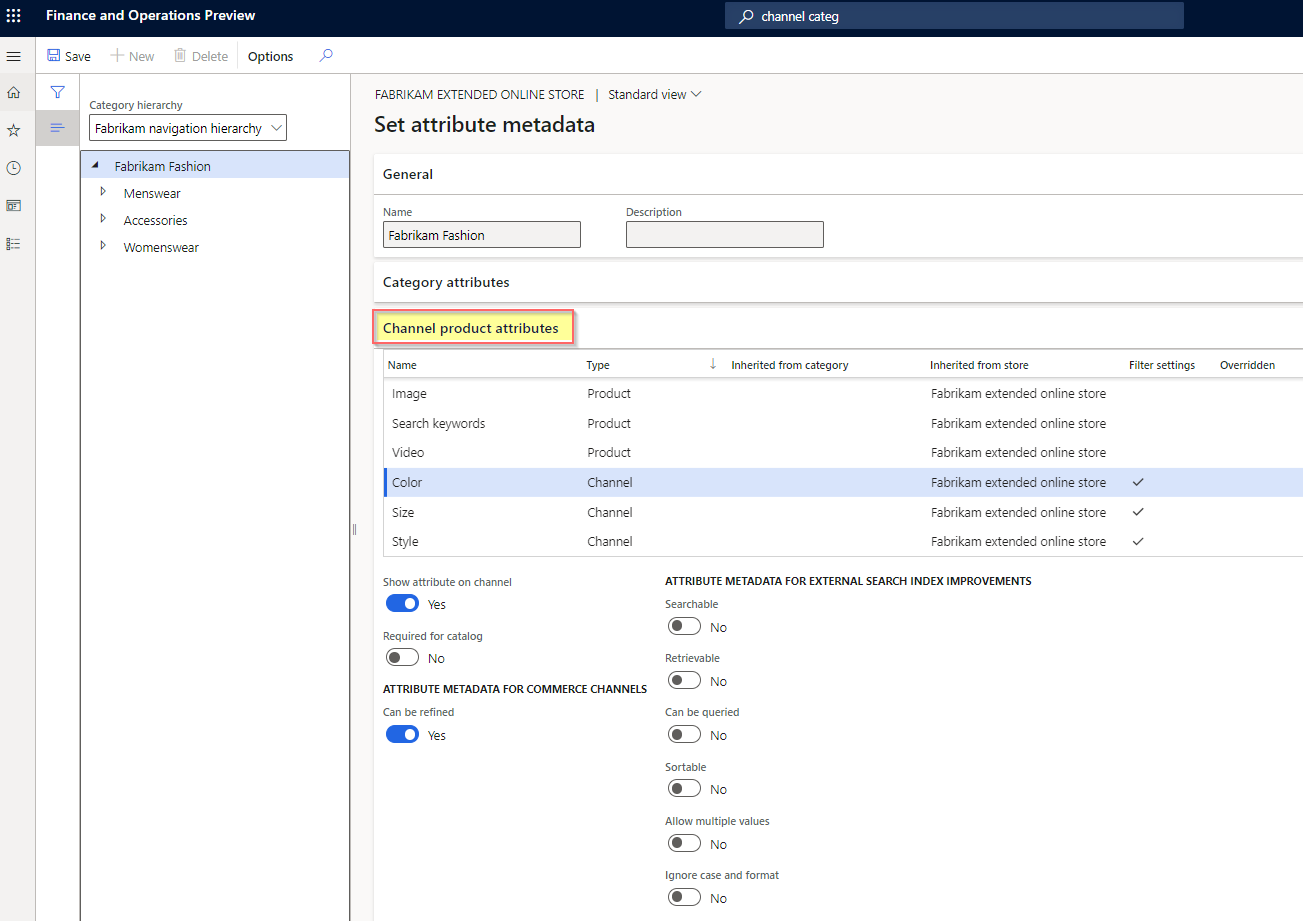 Finance and Operations Preview
channel categ
Save New Delete Options
Category hierarchy
Fabrikam navigation hierarchy
Fabrikam Fashion
Menswear
Accessories
Womenswear
FABRIKAM EXTENDED ONLINE STORE | Standard view
Set attribute metadata
General
Name Description
Fabrikam Fashion
Category attributes
Channel product attributes
Name Type Inherited from category Inherited from store Filter settings Overridden
Image Product Fabrikam extended online store
Search keywords Product Fabrikam extended online store
Video Product Fabrikam extended online store
Color Channel Fabrikam extended online store
Size Channel Fabrikam extended online store
Style Channel Fabrikam extended online store
Show attribute on channel
Yes
Required for catalog
No
ATTRIBUTE METADATA FOR COMMERCE CHANNELS
Can be refined
Yes
ATTRIBUTE METADATA FOR EXTERNAL SEARCH INDEX IMPROVEMENTS
Searchable
No
Retrievable
No
Can be queried
No
Sortable
No
Allow multiple values
No
Ignore case and format
No